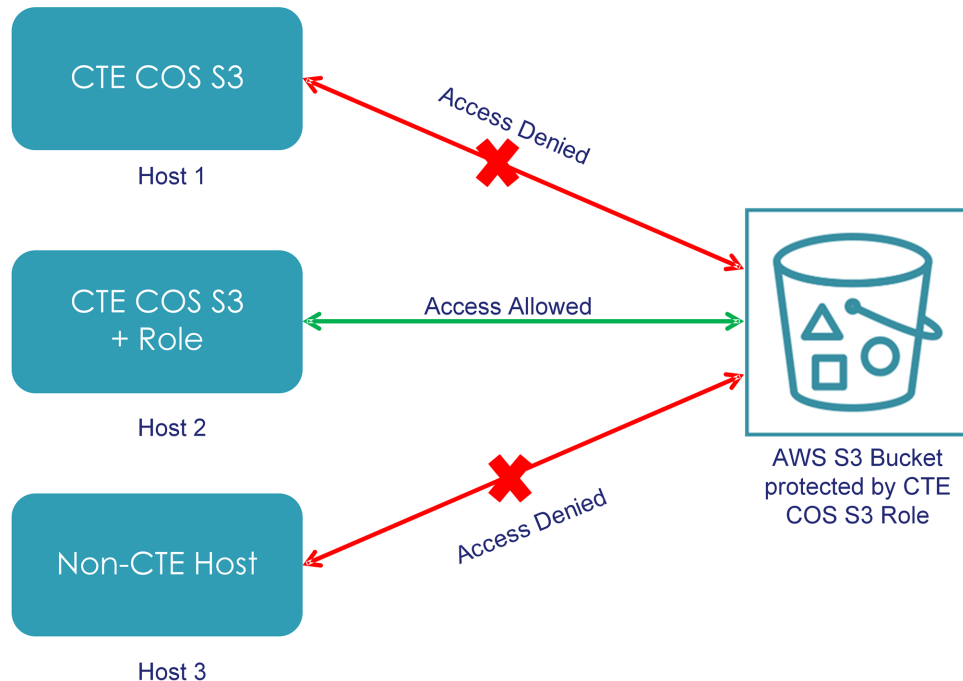 CTE COS S3
Host 1
Access Denied
CTE COS S3
+ Role
Host 2
Access Allowed
Non-CTE Host
Host 3
Access Denied
AWS S3 Bucket
protected by CTE
COS S3 Role